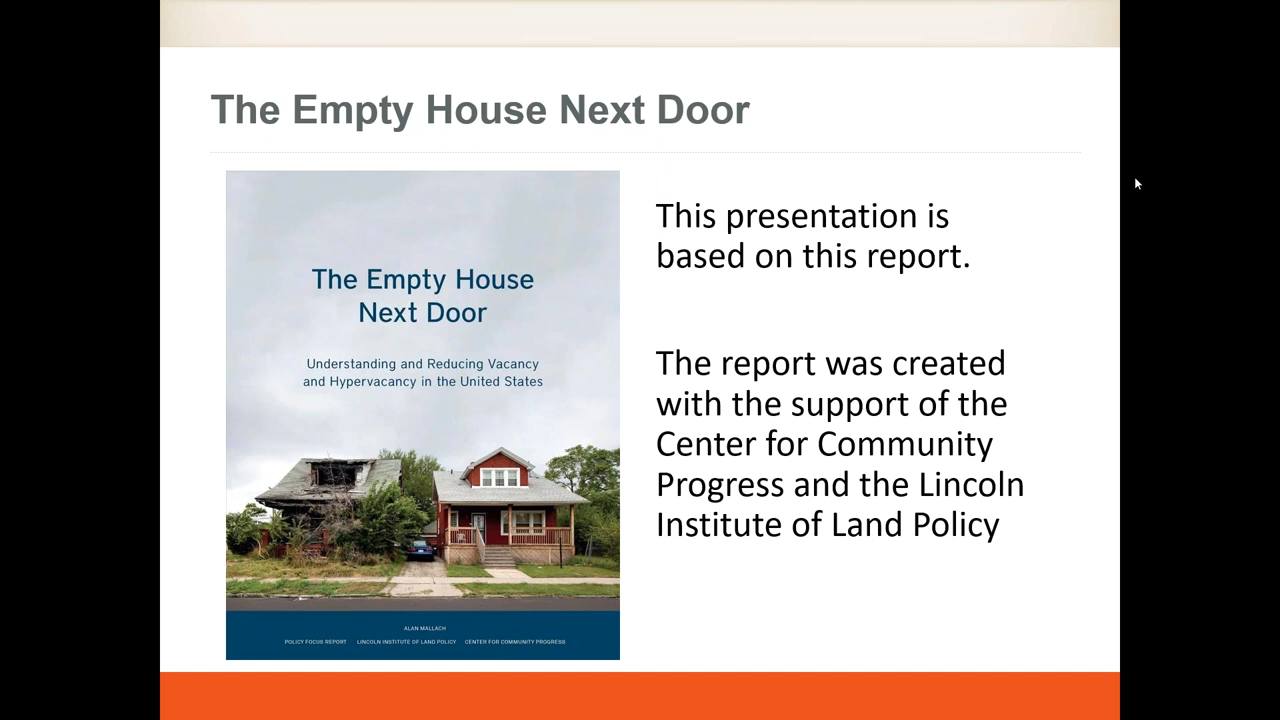 The Empty House Next Door
The Empty House
Next Door
Understanding and Reducing Vacancy
and Hypervacancy in the United States
ALAN MALLACH
POLICY FOCUS REPORT LINCOLN INSTITUTE OF LAND POLICY CENTER FOR COMMUNITY PROGRESS
This presentation is
based on this report.
The report was created
with the support of the
Center for Community
Progress and the Lincoln
Institute of Land Policy